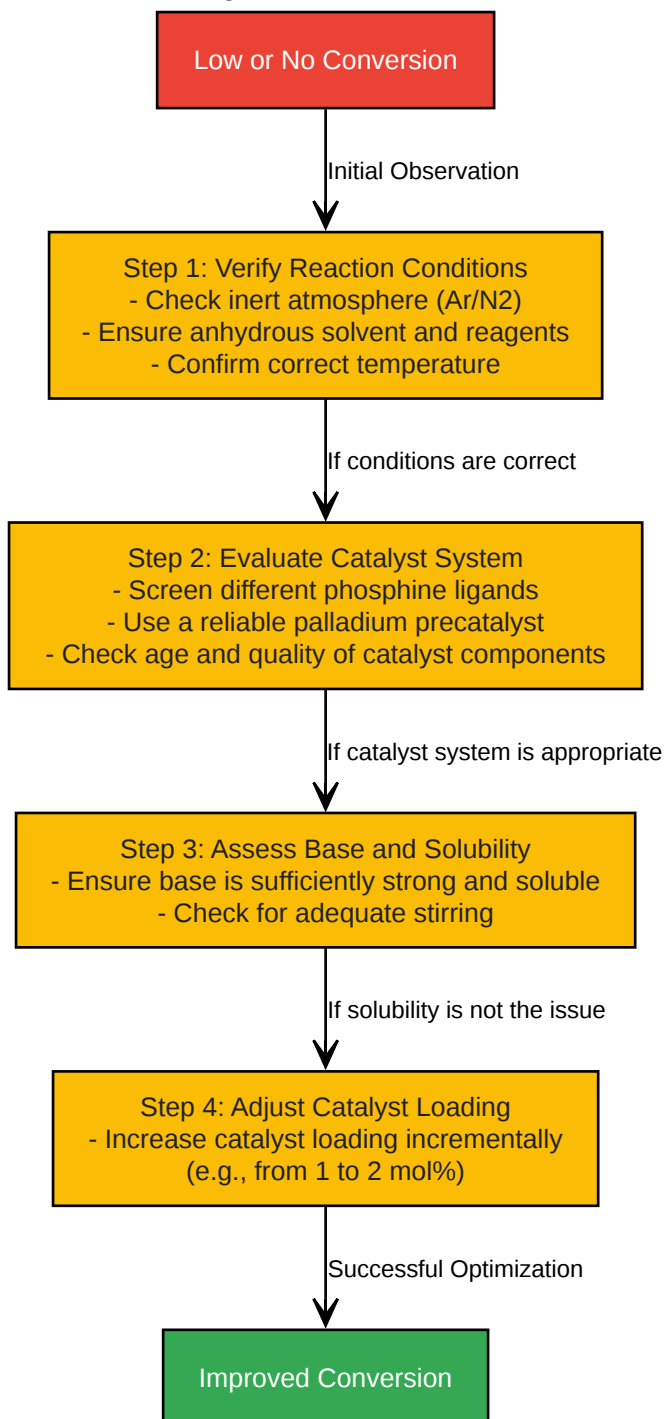 Low or No Conversion
Initial Observation
Step 1: Verify Reaction Conditions
- Check inert atmosphere (Ar/N2)
- Ensure anhydrous solvent and reagents
- Confirm correct temperature
If conditions are correct
Step 2: Evaluate Catalyst System
- Screen different phosphine ligands
- Use a reliable palladium precatalyst
- Check age and quality of catalyst components
If catalyst system is appropriate
Step 3: Assess Base and Solubility
- Ensure base is sufficiently strong and soluble
- Check for adequate stirring
If solubility is not the issue
Step 4: Adjust Catalyst Loading
- Increase catalyst loading incrementally
(e.g., from 1 to 2 mol%)
Successful Optimization
Improved Conversion